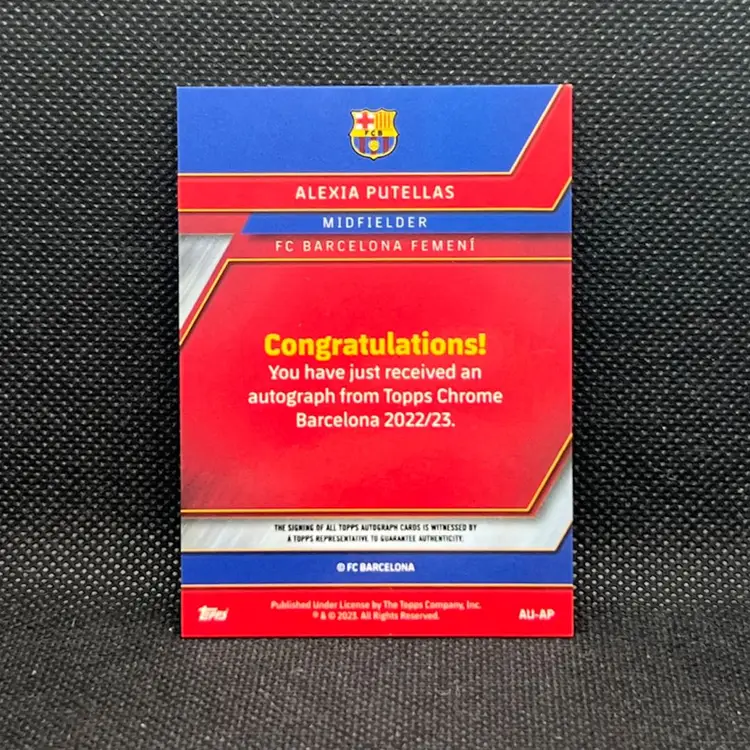 FCB
ALEXIA PUTELLAS
MIDFIELDER
FC BARCELONA FEMENÍ
Congratulations!
You have just received an
autograph from Topps Chrome
Barcelona 2022/23.
THE SIGNING OF ALL TOPPS AUTOGRAPH CARDS IS WITNESSED BY
A TOPPS REPRESENTATIVE TO GUARANTEE AUTHENTICITY.
© FC BARCELONA
Published Under License by The Topps Company, Inc.
® & © 2023. All Rights Reserved.
Topps
AU-AP